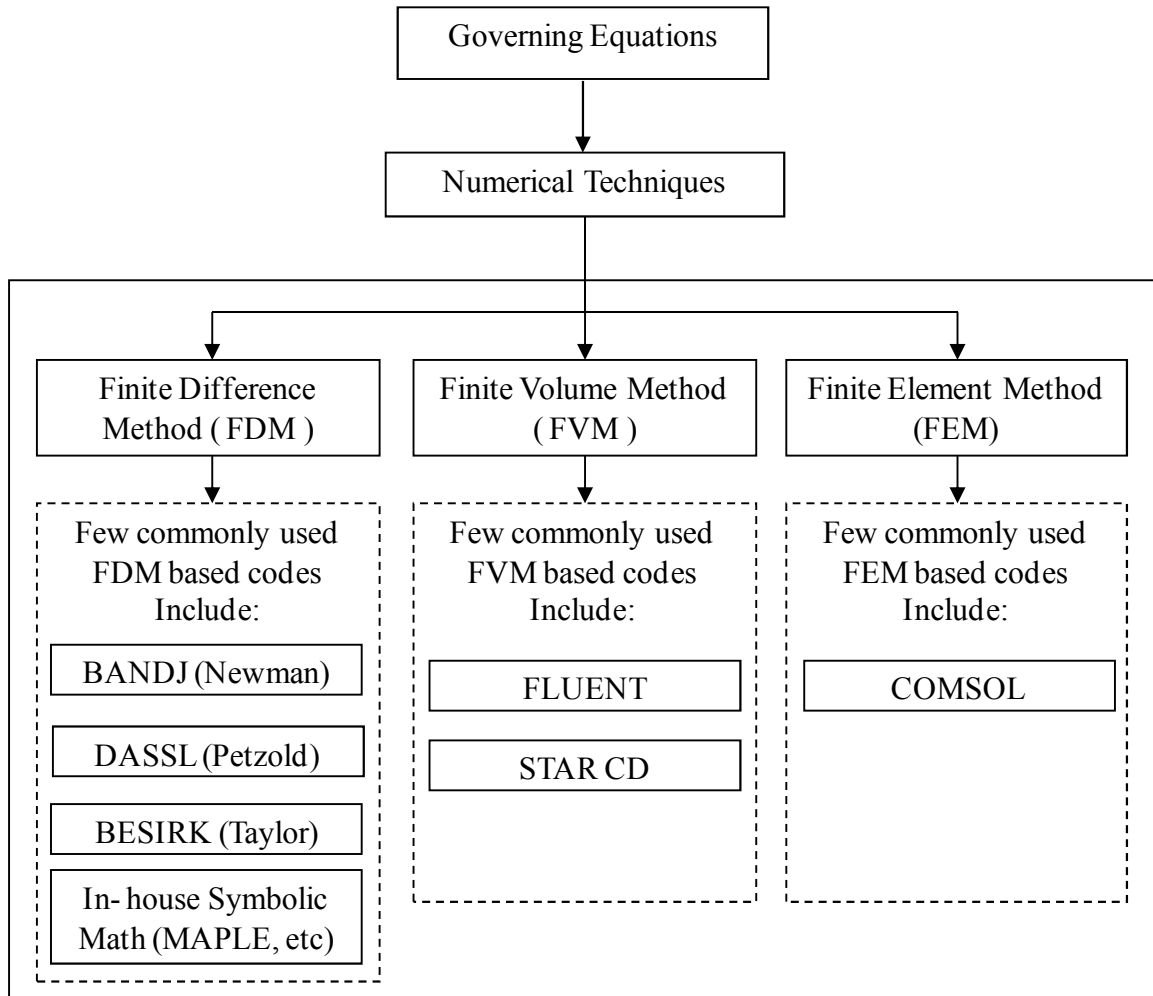 Governing Equations
Numerical Techniques
Finite Difference
Method ( FDM )
Finite Volume Method
( FVM )
Finite Element Method
(FEM)
Few commonly used
FDM based codes
Include:
BANDJ (Newman)
DASSL (Petzold)
BESIRK (Taylor)
In- house Symbolic
Math (MAPLE, etc)
Few commonly used
FVM based codes
Include:
FLUENT
STAR CD
Few commonly used
FEM based codes
Include:
COMSOL